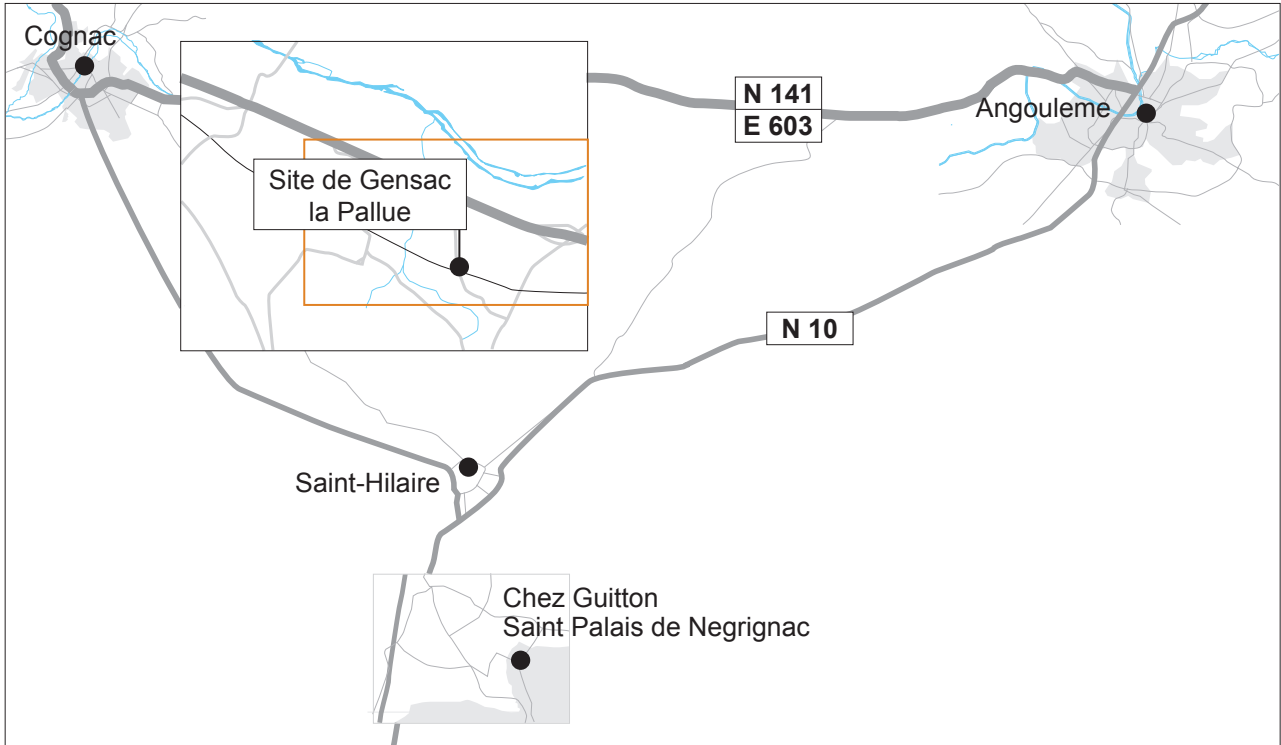 Cognac
N 141
E 603
Angouleme
Site de Gensac
la Pallue
N 10
Saint-Hilaire
Chez Guitton
Saint Palais de Negrignac